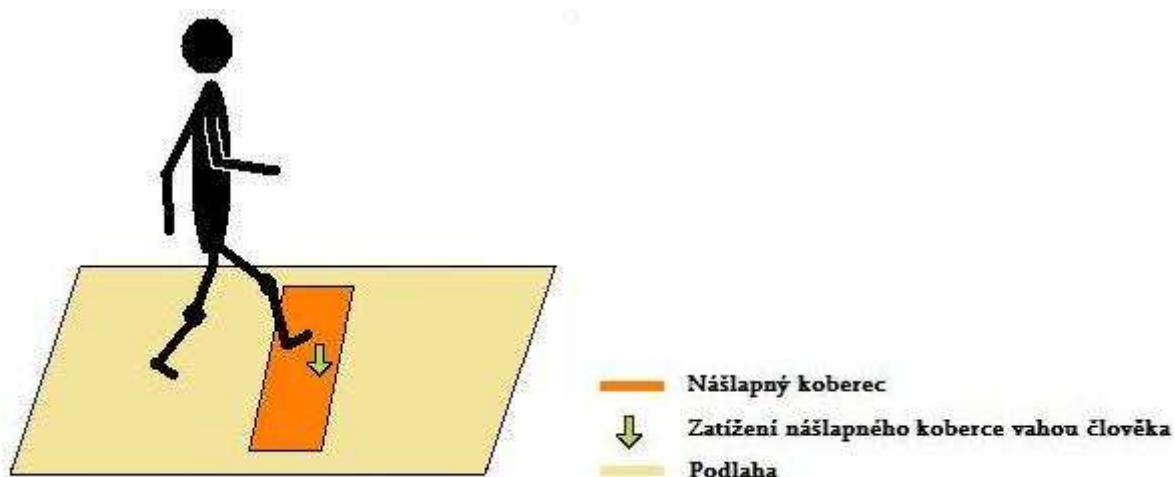 Nášlapný koberec
Zatížení nášlapného koberce vahou člověka
Podlaha